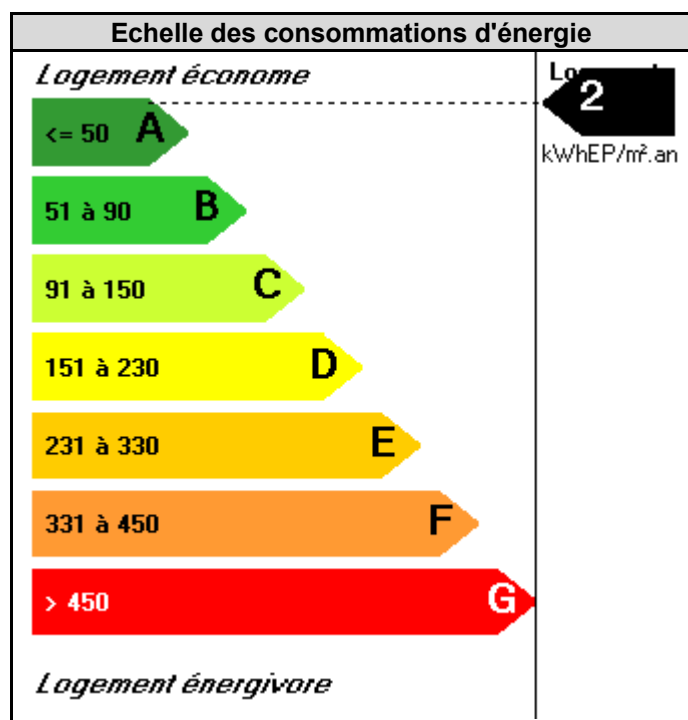 Echelle des consommations d'énergie
Logement économe
2
kWhEP/m².an
<= 50 A
51 à 90 B
91 à 150 C
151 à 230 D
231 à 330 E
331 à 450 F
> 450 G
Logement énergivore